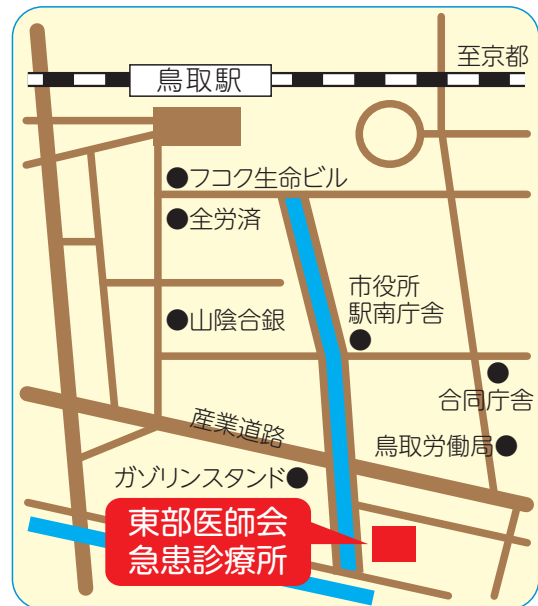 至京都
鳥取駅
フコク生命ビル
全労済
市役所
駅南庁舎
山陰合銀
合同庁舎
産業道路
鳥取労働局
ガソリンスタンド
東部医師会
急患診療所